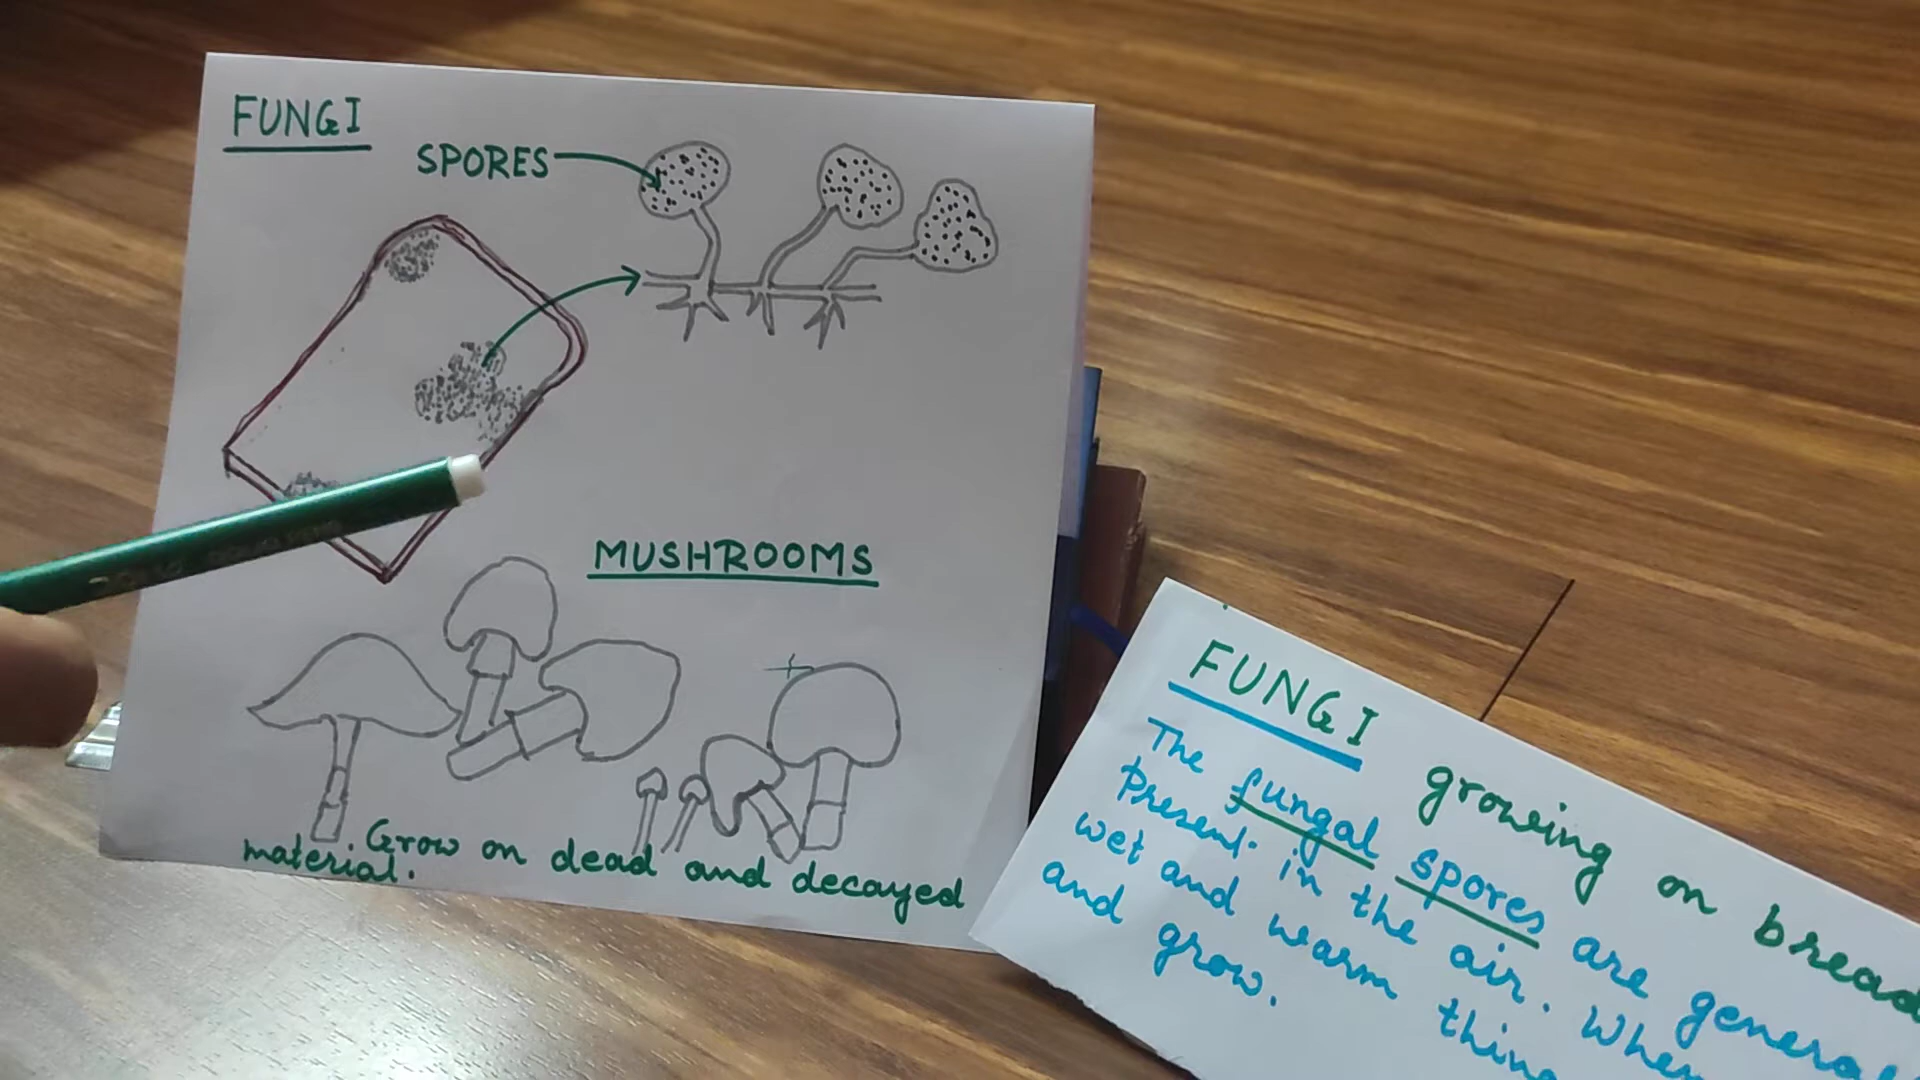 FUNGI
SPORES
MUSHROOMS
Grow on dead and decayed
material.
FUNGI growing on bread
The fungal spores are general
Present in the air. When
wet and warm thing
and grow.